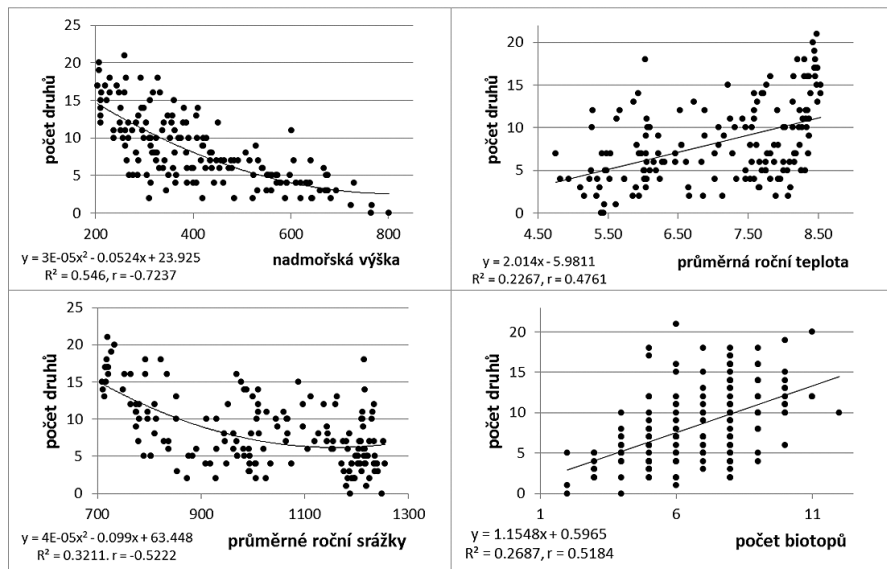 25
20
15
10
5
0
počet druhů
200 400 600 800
y = 3E-05x² - 0.0524x + 23.925
nadmořská výška
R² = 0.546, r = -0.7237
20
15
10
5
0
počet druhů
4.50 5.50 6.50 7.50 8.50
y = 2.014x - 5.9811
průměrná roční teplota
R² = 0.2267, r = 0.4761
25
20
15
10
5
0
počet druhů
700 900 1100 1300
y = 4E-05x² - 0.099x + 63.448
průměrné roční srážky
R² = 0.3211. r = -0.5222
20
15
10
5
0
počet druhů
1 6 11
y = 1.1548x + 0.5965
počet biotopů
R² = 0.2687, r = 0.5184